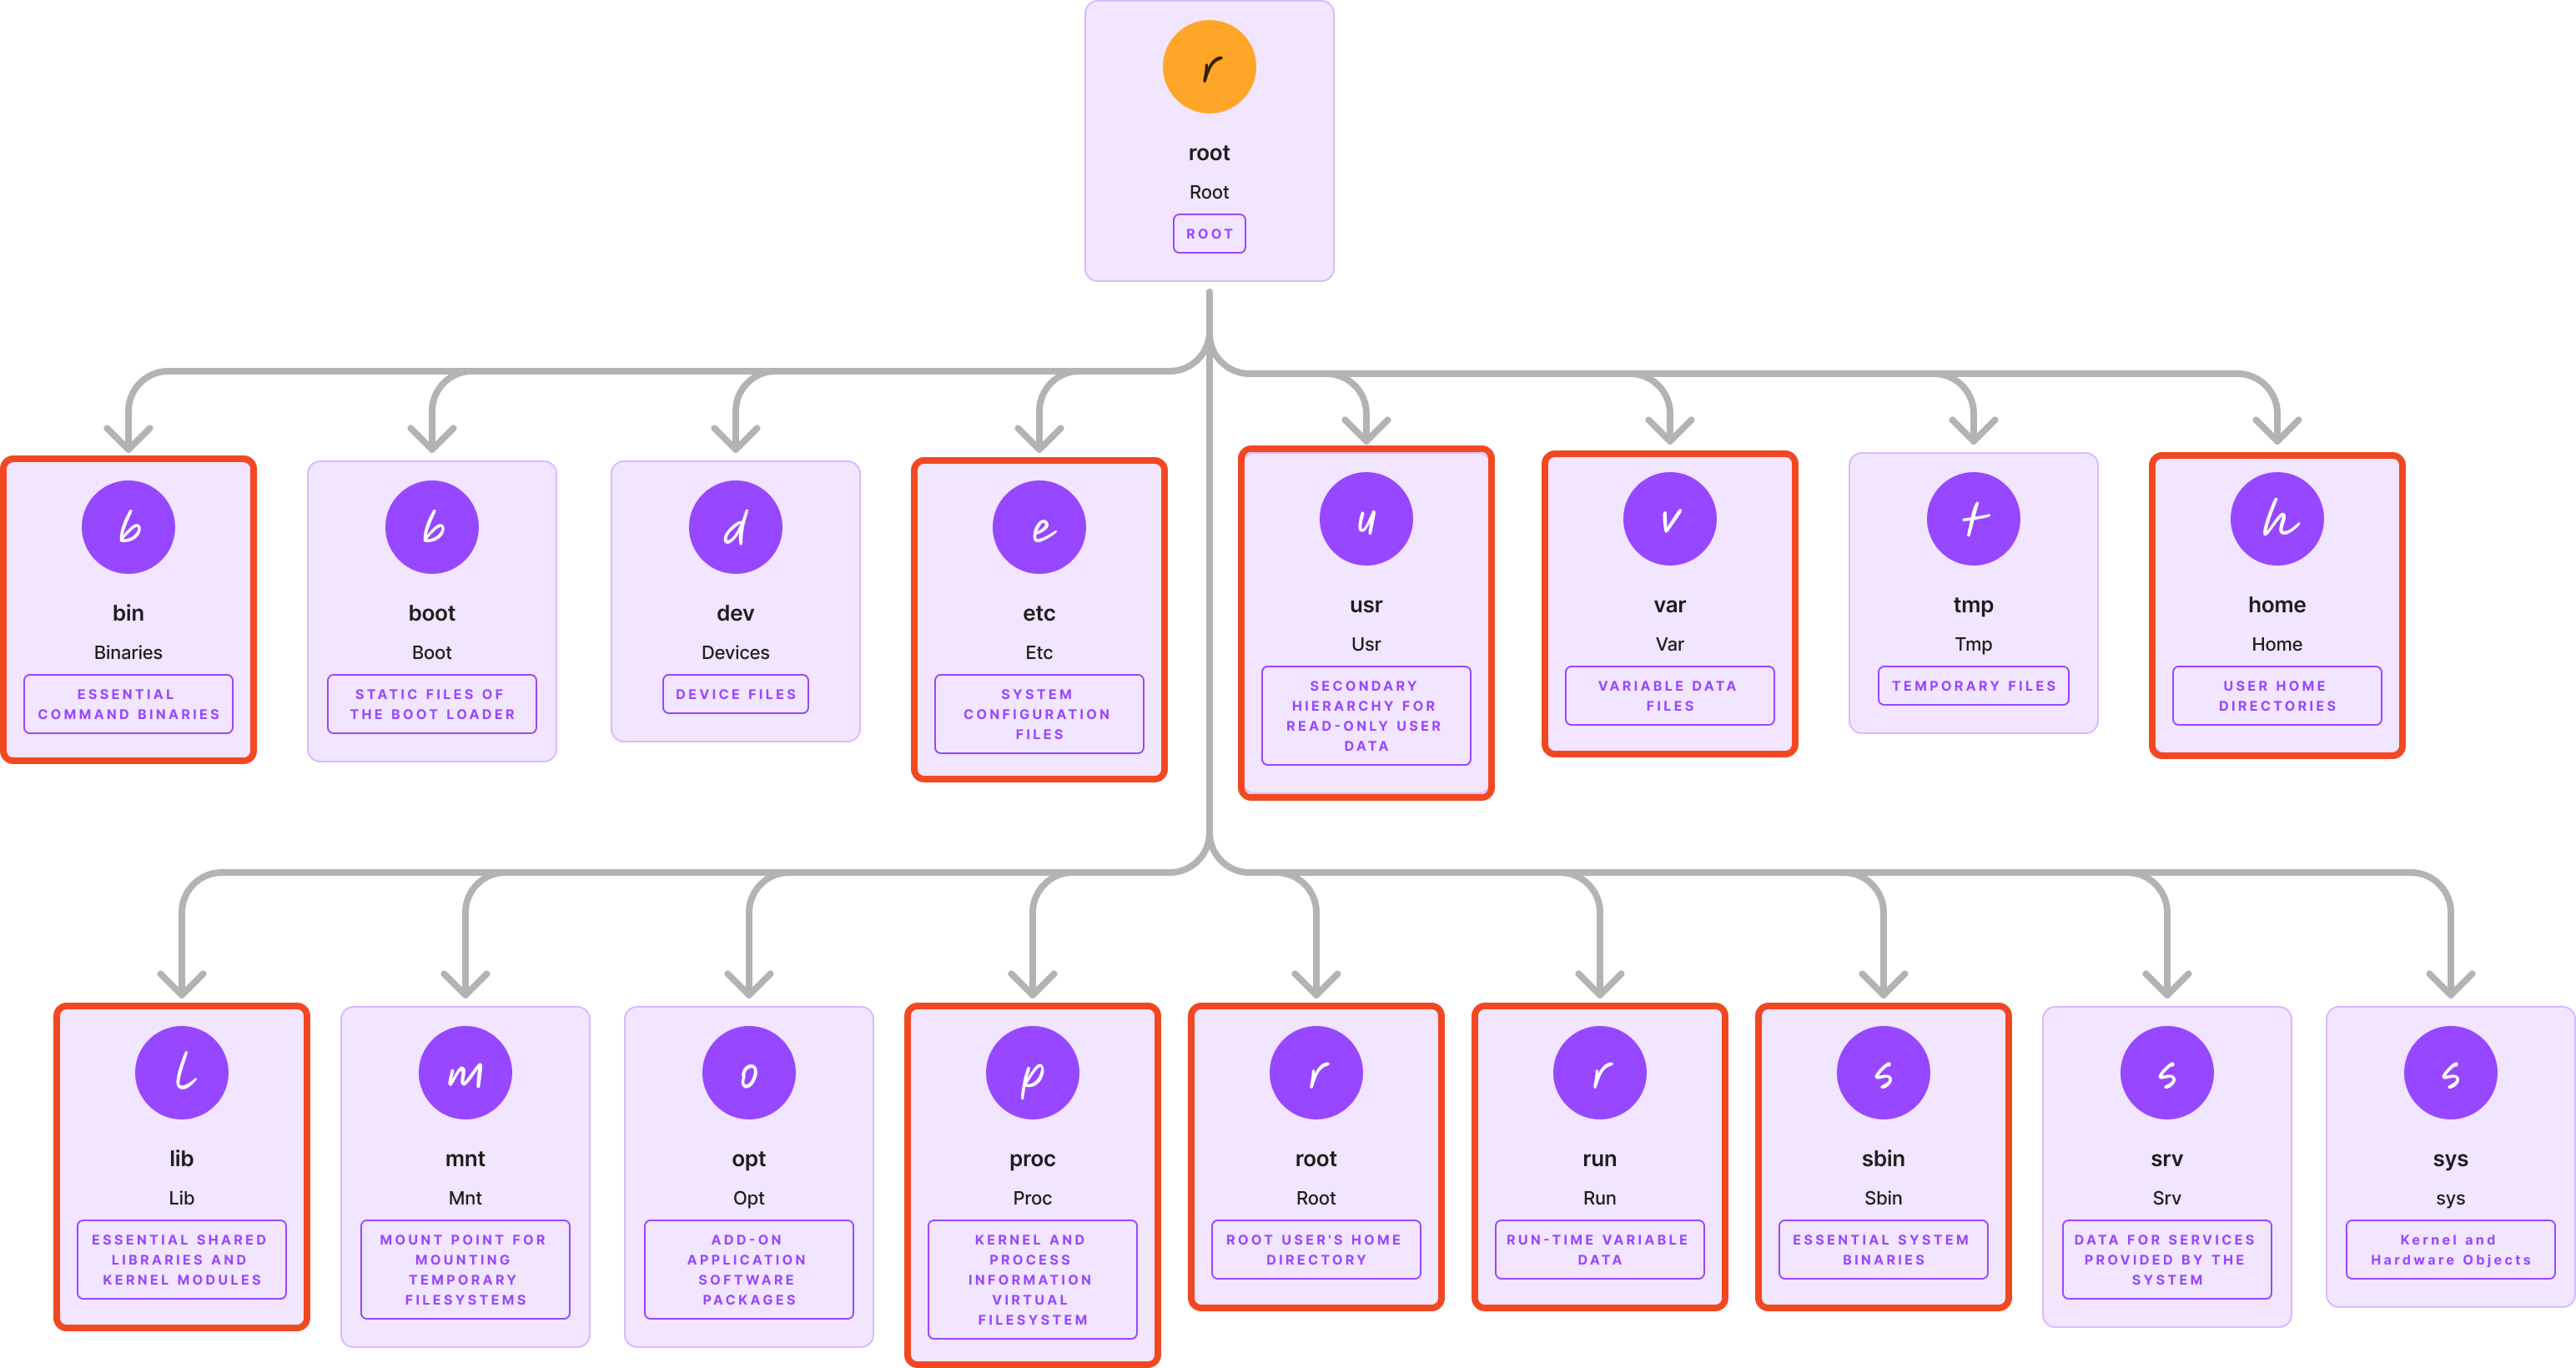 r
root
Root
ROOT
b
bin
Binaries
ESSENTIAL
COMMAND BINARIES
b
boot
Boot
STATIC FILES OF
THE BOOT LOADER
d
dev
Devices
DEVICE FILES
e
etc
Etc
SYSTEM
CONFIGURATION
FILES
u
usr
Usr
SECONDARY
HIERARCHY FOR
READ-ONLY USER
DATA
v
var
Var
VARIABLE DATA
FILES
t
tmp
Tmp
TEMPORARY FILES
h
home
Home
USER HOME
DIRECTORIES
l
lib
Lib
ESSENTIAL SHARED
LIBRARIES AND
KERNEL MODULES
m
mnt
Mnt
MOUNT POINT FOR
MOUNTING
TEMPORARY
FILESYSTEMS
o
opt
Opt
ADD-ON
APPLICATION
SOFTWARE
PACKAGES
p
proc
Proc
KERNEL AND
PROCESS
INFORMATION
VIRTUAL
FILESYSTEM
r
root
Root
ROOT USER'S HOME
DIRECTORY
r
run
Run
RUN-TIME VARIABLE
DATA
s
sbin
Sbin
ESSENTIAL SYSTEM
BINARIES
s
srv
Srv
DATA FOR SERVICES
PROVIDED BY THE
SYSTEM
s
sys
sys
Kernel and
Hardware Objects